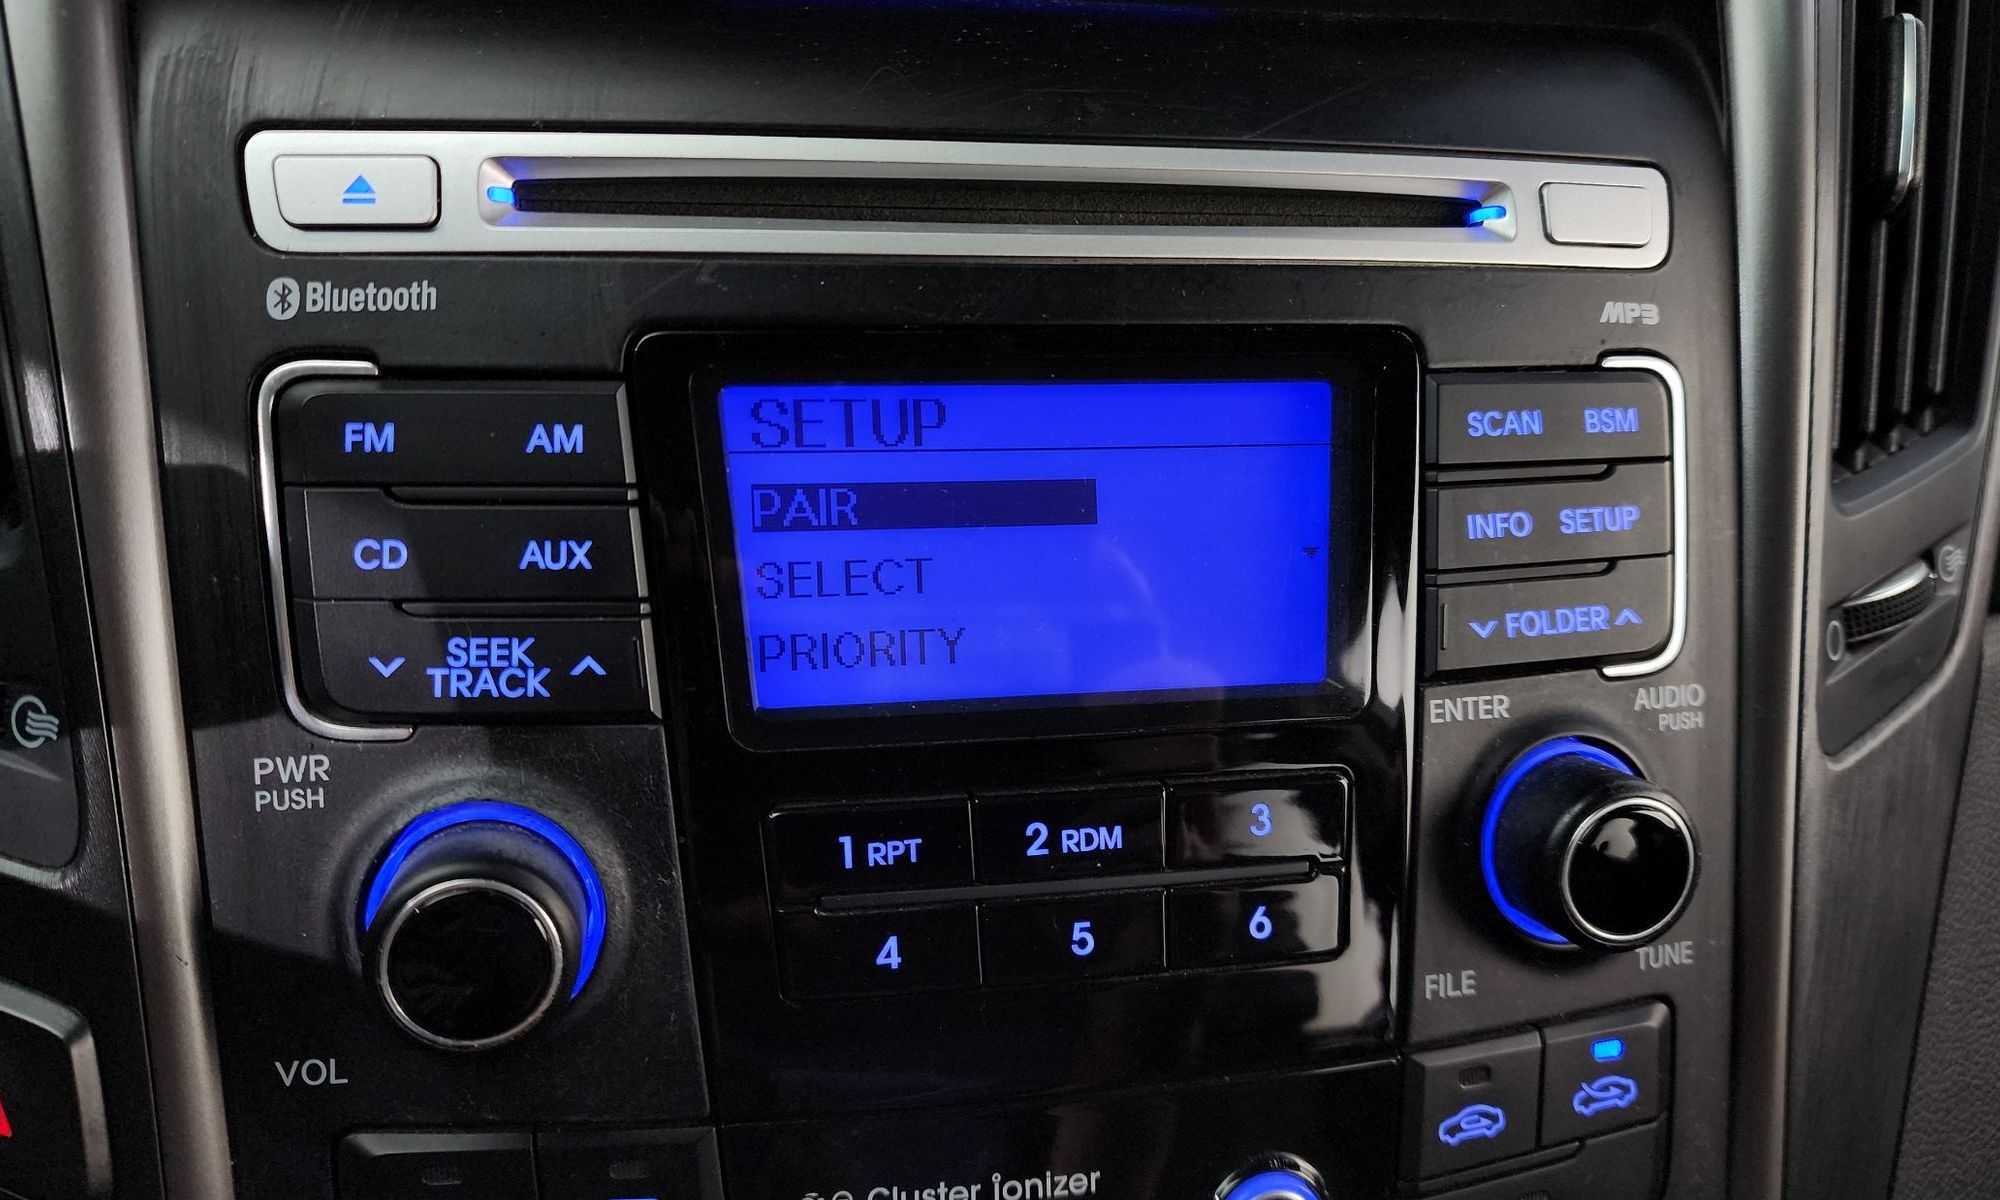 Bluetooth
MP3
FM AM
CD AUX
SEEK
TRACK
SETUP
PAIR
SELECT
PRIORITY
SCAN BSM
INFO SETUP
FOLDER
PWR
PUSH
VOL
1 RPT
2 RDM
3
4
5
6
ENTER
AUDIO
PUSH
TUNE
FILE
Cluster ionizer